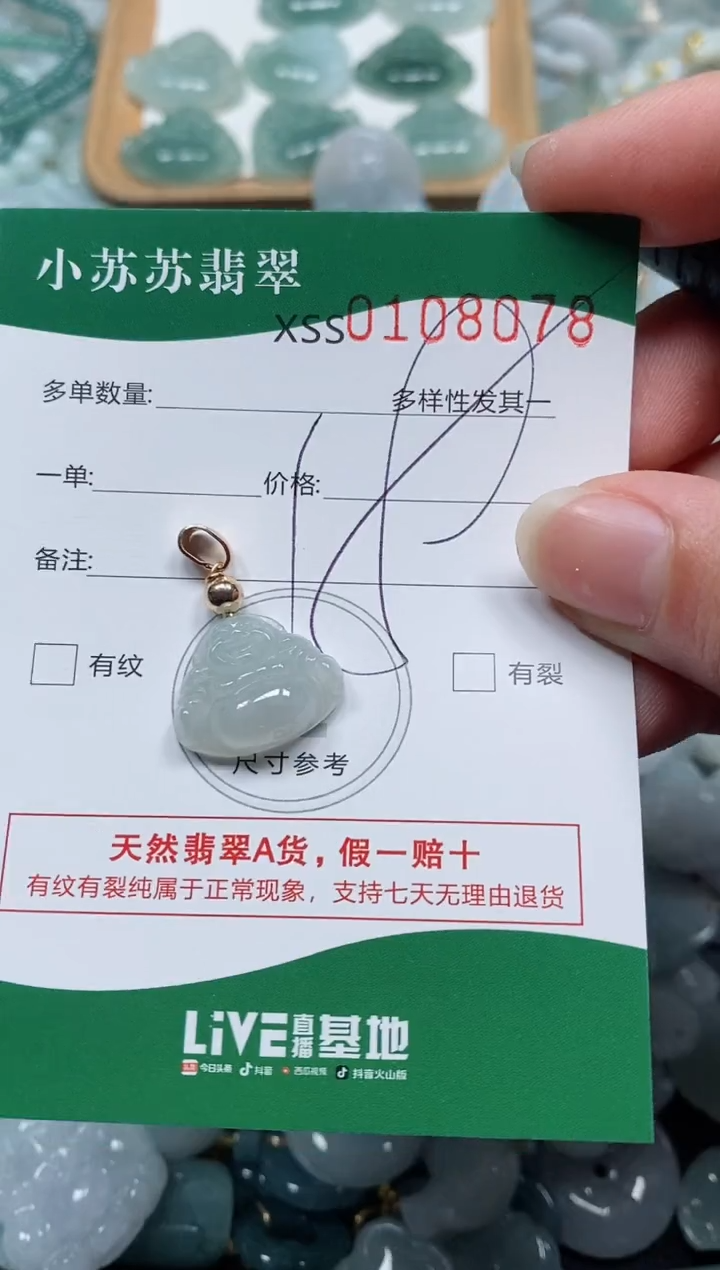 小苏苏翡翠
XSS0108078
多单数量: 多样性发其一
一单: 价格:
备注:
有纹 有裂
尺寸参考
天然翡翠A货，假一赔十
有纹有裂纯属于正常现象，支持七天无理由退货
LiVE直播基地
头条 今日头条 抖音 西瓜视频 抖音火山版